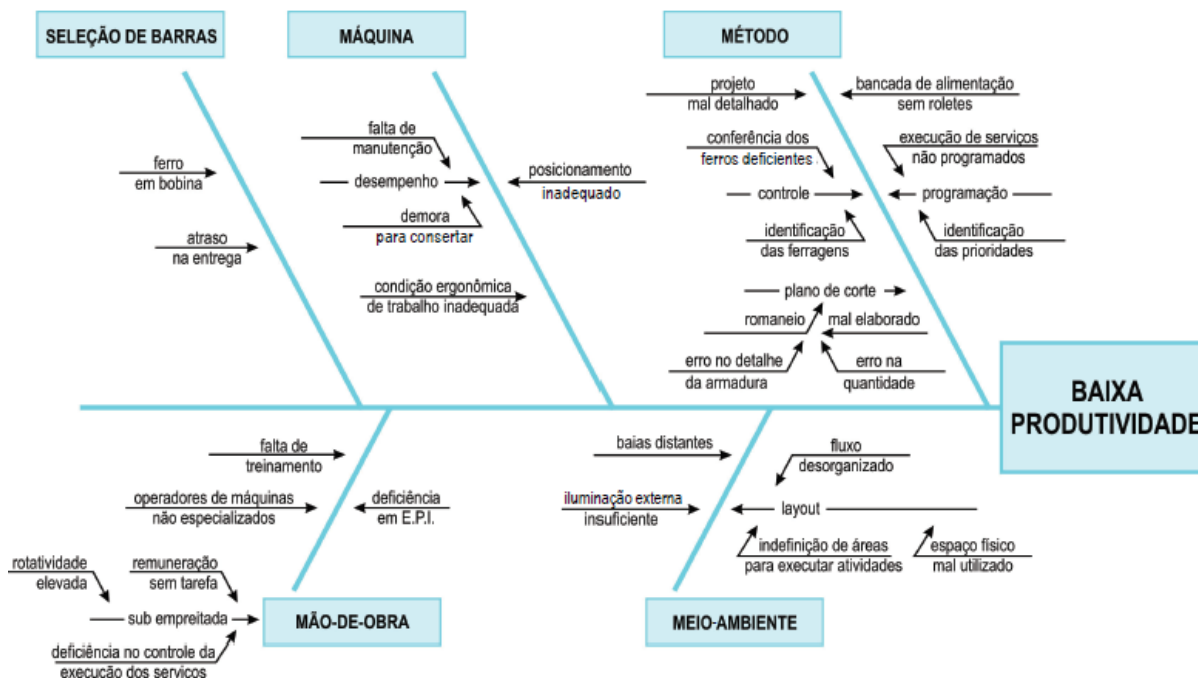 SELEÇÃO DE BARRAS
MÁQUINA
MÉTODO
ferro
em bobina
atraso
na entrega
falta de
manutenção
desempenho
demora
para consertar
posicionamento
inadequado
condição ergonômica
de trabalho inadequada
projeto
mal detalhado
bancada de alimentação
sem roletes
conferência dos
ferros deficientes
execução de serviços
não programados
controle
programação
identificação
das ferragens
identificação
das prioridades
plano de corte
romaneio
mal elaborado
erro no detalhe
da armadura
erro na
quantidade
BAIXA
PRODUTIVIDADE
falta de
treinamento
operadores de máquinas
não especializados
deficiência
em E.P.I.
rotatividade
elevada
remuneração
sem tarefa
sub empreitada
deficiência no controle da
execução dos serviços
MÃO-DE-OBRA
baias distantes
fluxo
desorganizado
iluminação externa
insuficiente
layout
indefinição de áreas
para executar atividades
espaço físico
mal utilizado
MEIO-AMBIENTE